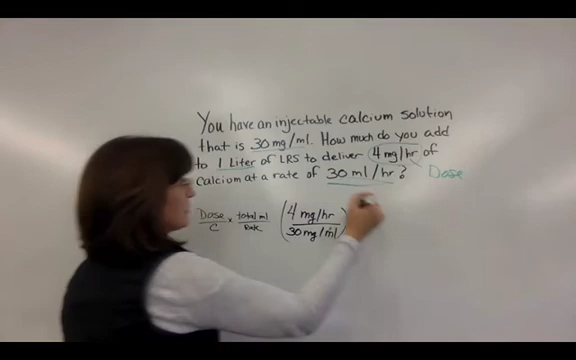 You have an injectable calcium solution
that is 30 mg/ml. How much do you add
to 1 Liter of LRS to deliver 4 mg/hr of
calcium at a rate of 30 ml/hr? Dose
Dose/C x total ml/Rate (4 mg/hr / 30 mg/ml)